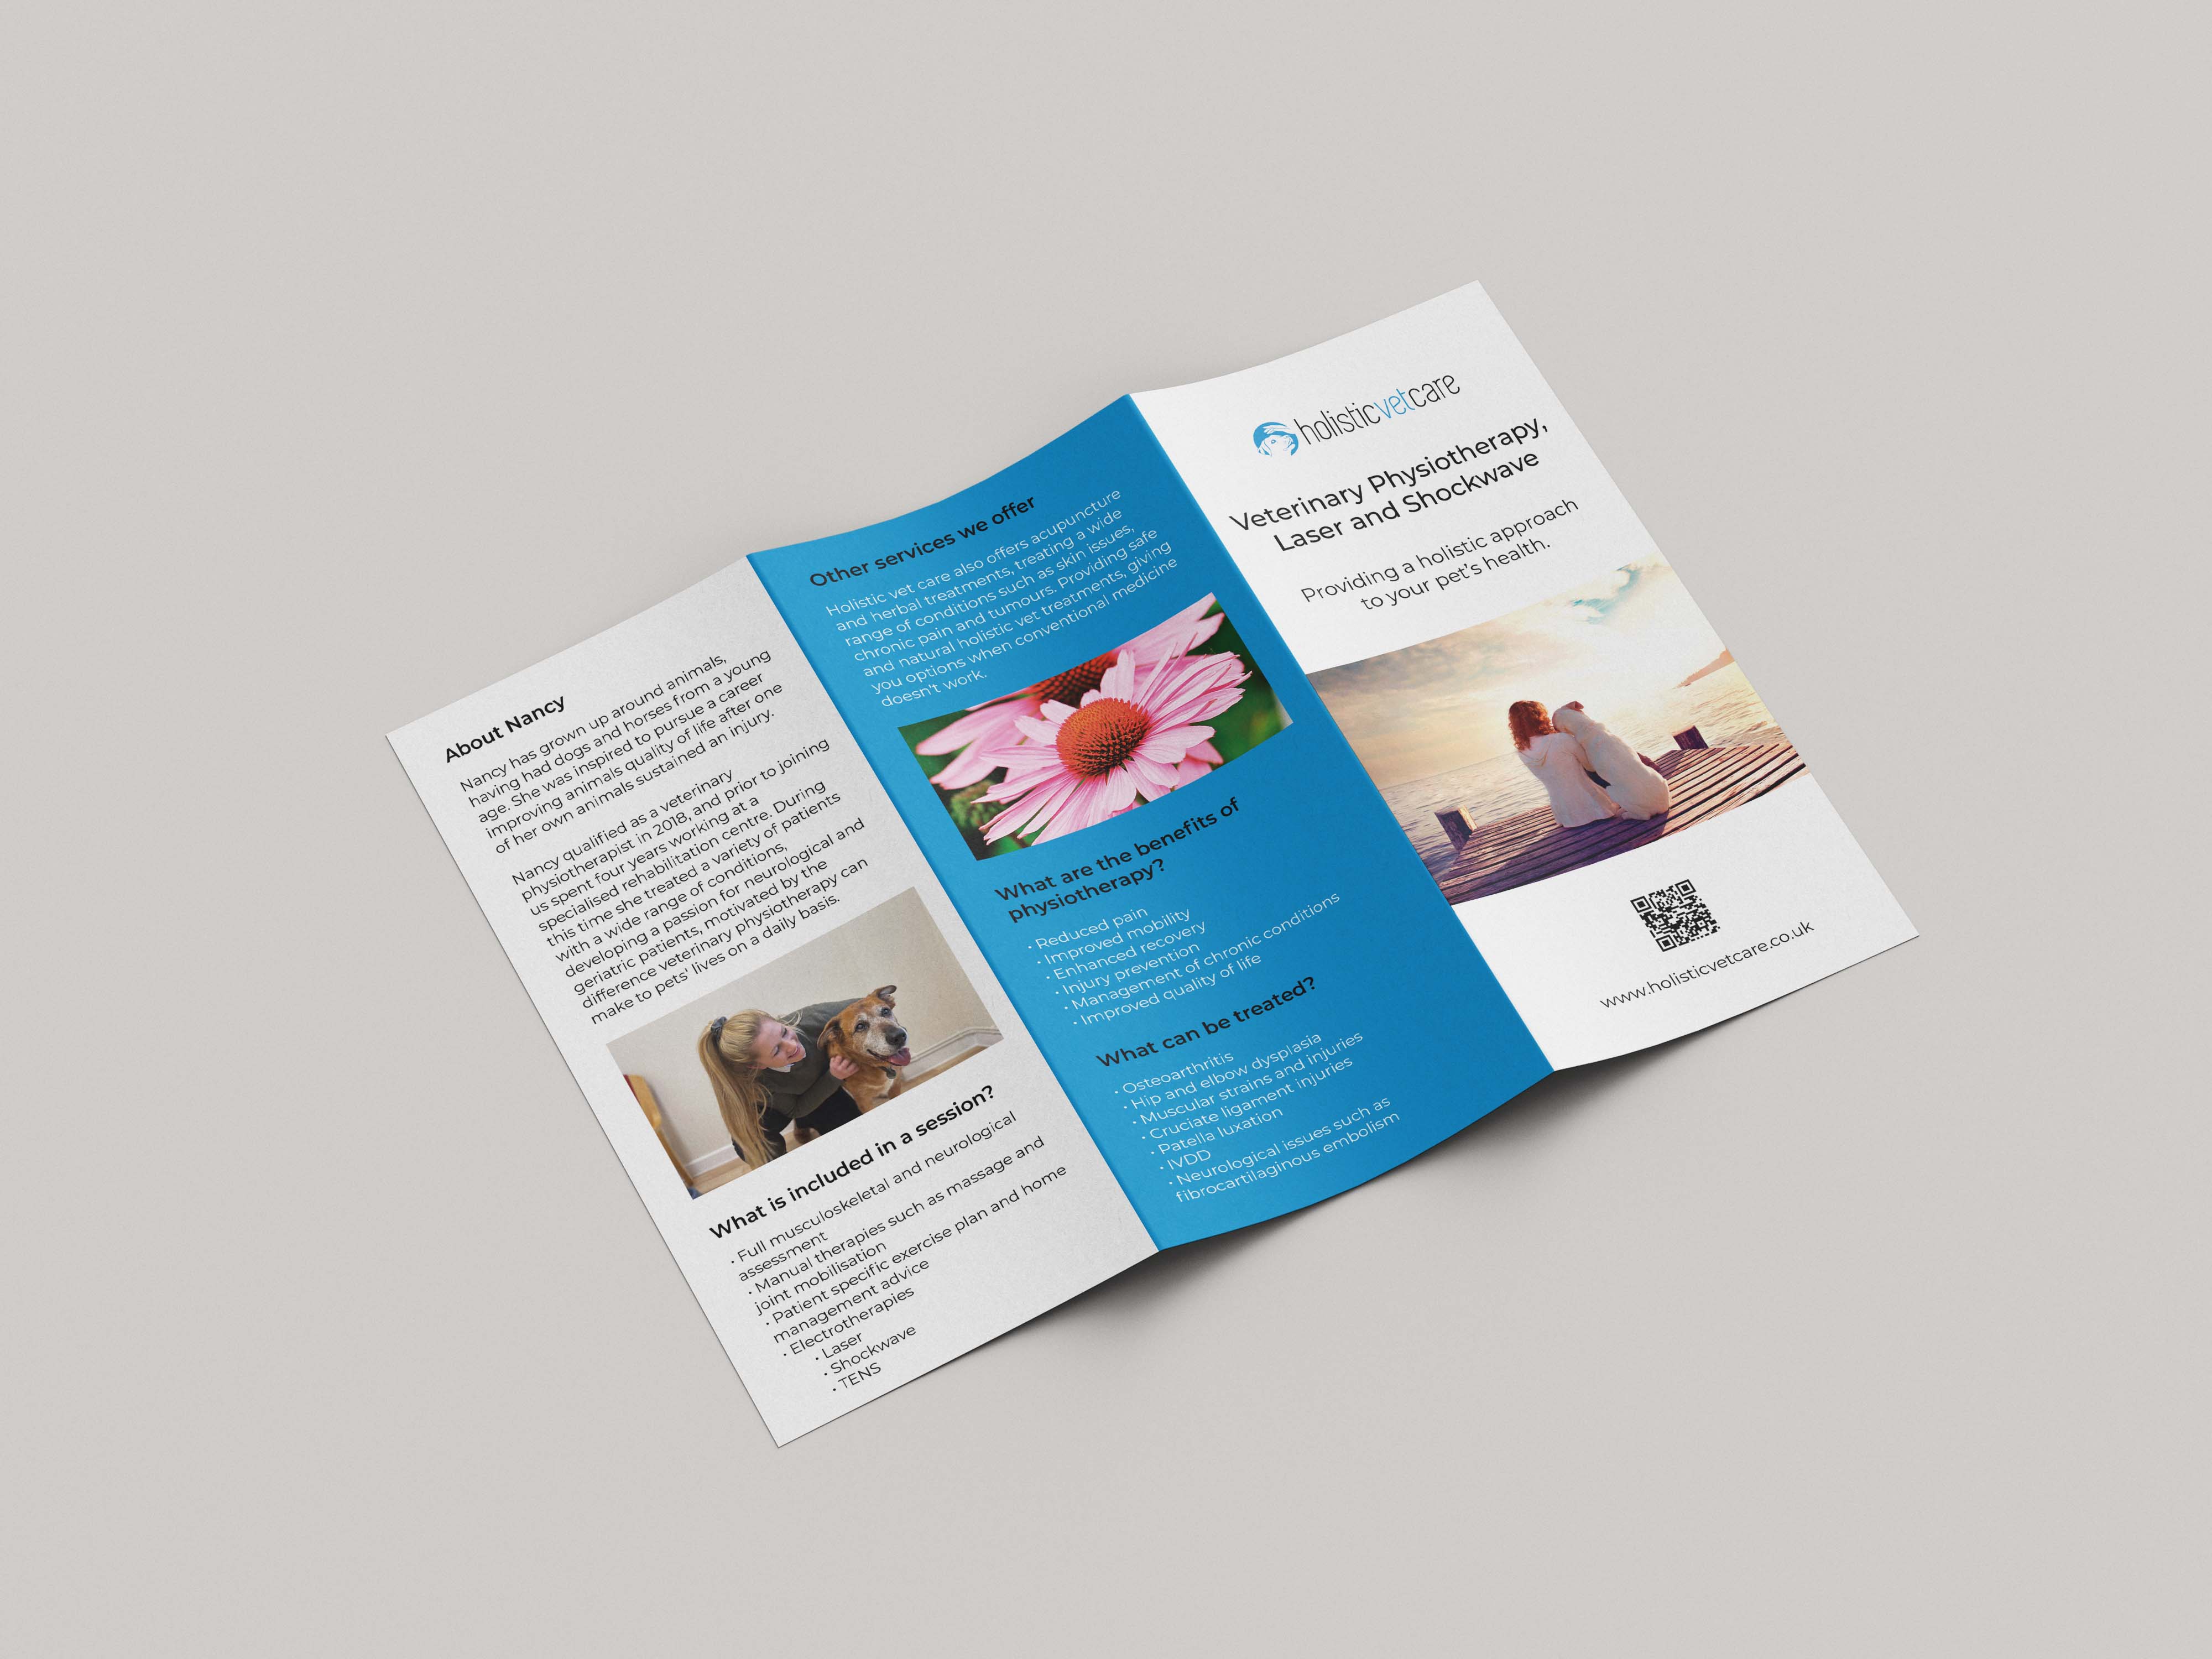 About Nancy
Nancy has grown up around animals,
having had dogs and horses from a young
age. She was inspired to pursue a career
improving animals quality of life after one
of her own animals sustained an injury.
Nancy qualified as a veterinary
physiotherapist in 2018, and prior to joining
us spent four years working at a
specialised rehabilitation centre. During
this time she treated a variety of patients
with a wide range of conditions,
developing a passion for neurological and
geriatric patients, motivated by the
difference veterinary physiotherapy can
make to pets' lives on a daily basis.
What is included in a session?
• Full musculoskeletal and neurological
assessment
• Manual therapies such as massage and
joint mobilisation
• Patient specific exercise plan and home
management advice
• Electrotherapies
• Laser
• Shockwave
• TENS
Other services we offer
Holistic vet care also offers acupuncture
and herbal treatments, treating a wide
range of conditions such as skin issues,
chronic pain and tumours. Providing safe
and natural holistic vet treatments, giving
you options when conventional medicine
doesn't work.
What are the benefits of
physiotherapy?
• Reduced pain
• Improved mobility
• Enhanced recovery
• Injury prevention
• Management of chronic conditions
• Improved quality of life
What can be treated?
• Osteoarthritis
• Hip and elbow dysplasia
• Muscular strains and injuries
• Cruciate ligament injuries
• Patella luxation
• IVDD
• Neurological issues such as
fibrocartilaginous embolism
holisticvetcare
Veterinary Physiotherapy,
Laser and Shockwave
Providing a holistic approach
to your pet's health.
www.holisticvetcare.co.uk